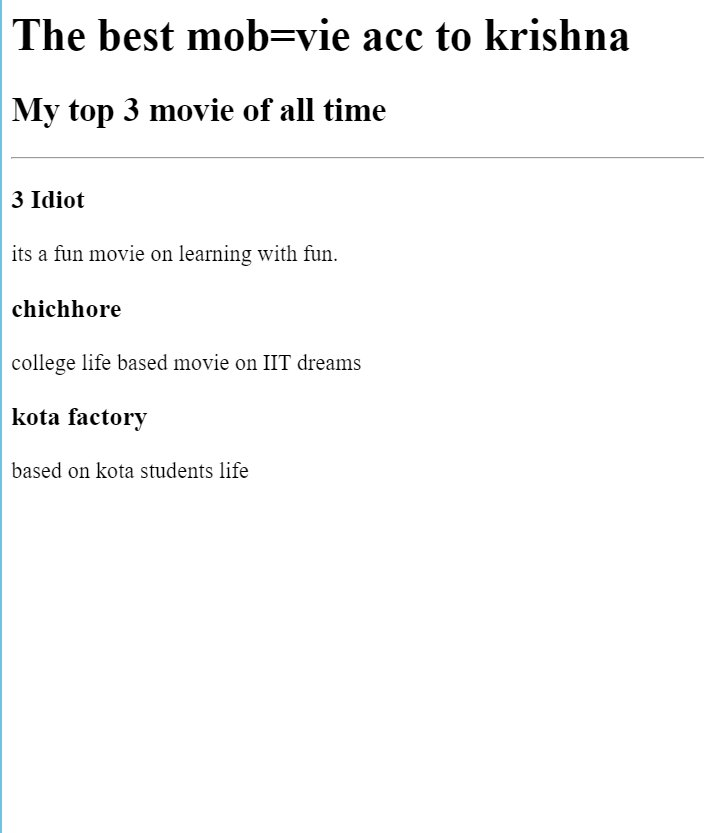 The best mob=vie acc to krishna
My top 3 movie of all time
3 Idiot
its a fun movie on learning with fun.
chichhore
college life based movie on IIT dreams
kota factory
based on kota students life